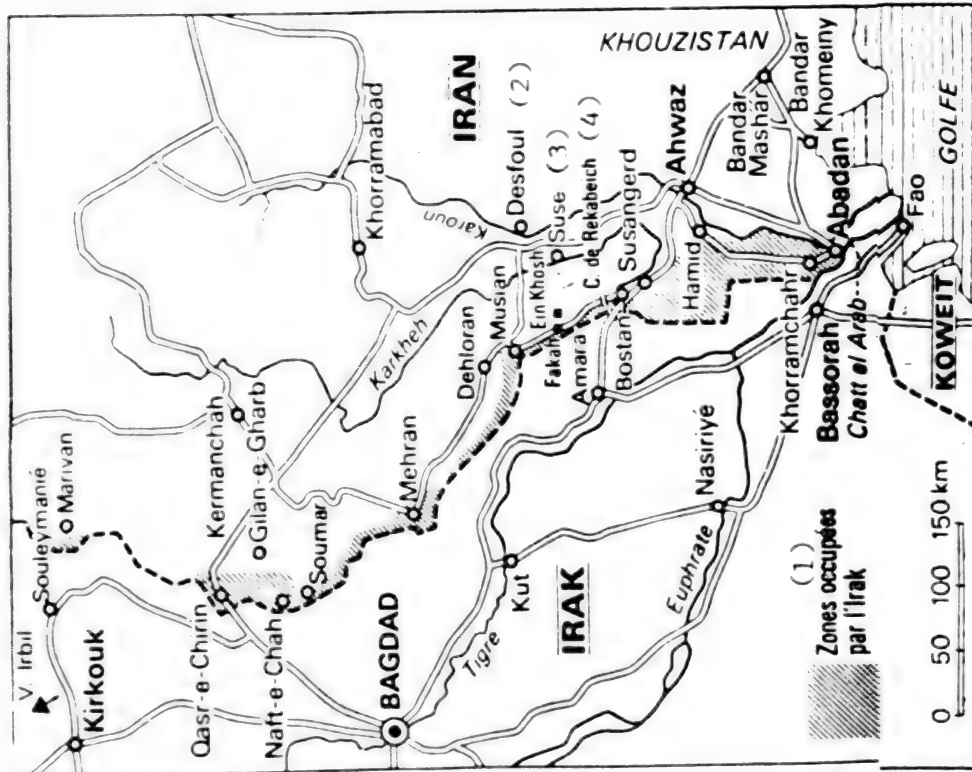 V. Irbil
Kirkouk
Souleymanié
Marivan
Kermanchah
Gilan-e Gharb
Qasr-e-Chirin
Naft-e-Chah
Soumar
Mehran
BAGDAD
Khorramabad
IRAN
Karoun
Karkheh
Dehloran
Musian
Desfoul (2)
Ein Khosh
Suse (3)
C. de Rekabeich (4)
Amara
Bostan
Susangerd
KHOUZISTAN
Ahwaz
Hamid
Bandar
Mashar
Bandar
Khomeiny
Kut
Tigre
IRAK
Nasiriyé
Euphrate
Khorramchahr
Abadan
Bassorah
Chatt el Arab
Fao
KOWEIT
GOLFE
(1)
Zones occupées
par l'Irak
0 50 100 150 km